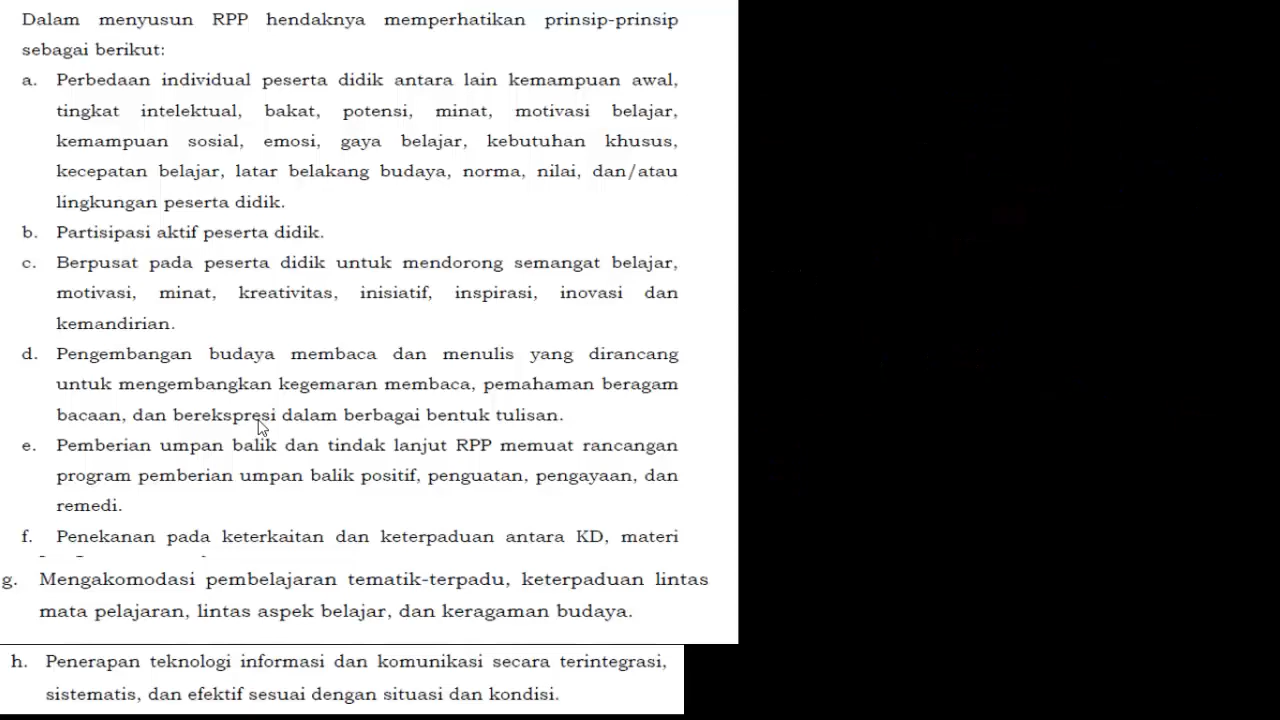 Dalam menyusun RPP hendaknya memperhatikan prinsip-prinsip
sebagai berikut:
a. Perbedaan individual peserta didik antara lain kemampuan awal,
tingkat intelektual, bakat, potensi, minat, motivasi belajar,
kemampuan sosial, emosi, gaya belajar, kebutuhan khusus,
kecepatan belajar, latar belakang budaya, norma, nilai, dan/atau
lingkungan peserta didik.
b. Partisipasi aktif peserta didik.
c. Berpusat pada peserta didik untuk mendorong semangat belajar,
motivasi, minat, kreativitas, inisiatif, inspirasi, inovasi dan
kemandirian.
d. Pengembangan budaya membaca dan menulis yang dirancang
untuk mengembangkan kegemaran membaca, pemahaman beragam
bacaan, dan berekspresi dalam berbagai bentuk tulisan.
e. Pemberian umpan balik dan tindak lanjut RPP memuat rancangan
program pemberian umpan balik positif, penguatan, pengayaan, dan
remedi.
f. Penekanan pada keterkaitan dan keterpaduan antara KD, materi
g. Mengakomodasi pembelajaran tematik-terpadu, keterpaduan lintas
mata pelajaran, lintas aspek belajar, dan keragaman budaya.
h. Penerapan teknologi informasi dan komunikasi secara terintegrasi,
sistematis, dan efektif sesuai dengan situasi dan kondisi.